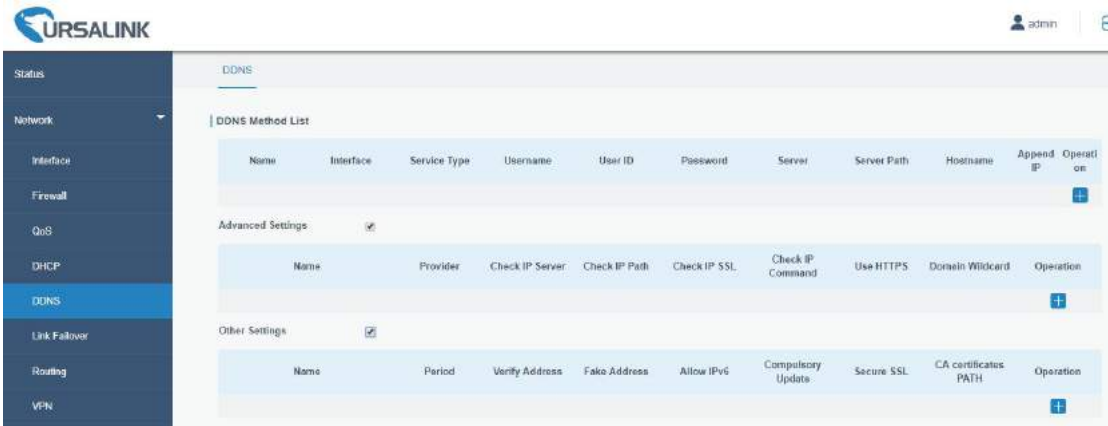 URSALINK
admin
Status
DDNS
Network
DDNS Method List
Interface
Name Interface Service Type Username User ID Password Server Server Path Hostname Append IP Operati on
Firewall
QoS
Advanced Settings
DHCP
Name Provider Check IP Server Check IP Path Check IP SSL Check IP Command Use HTTPS Domain Wildcard Operation
DDNS
Link Failover
Other Settings
Routing
Name Period Verify Address Fake Address Allow IPv6 Compulsory Update Secure SSL CA certificates PATH Operation
VPN